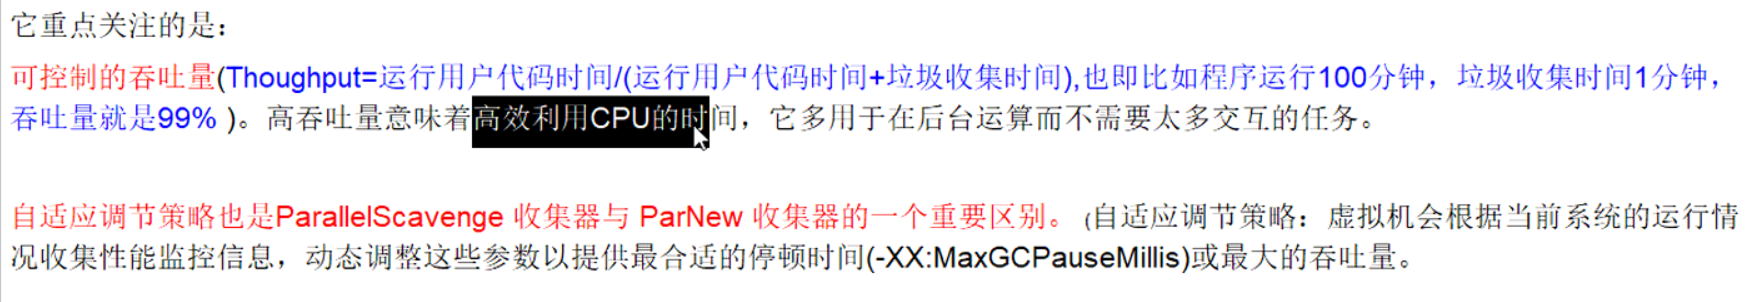 它重点关注的是：
可控制的吞吐量(Thoughput=运行用户代码时间/(运行用户代码时间+垃圾收集时间),也即比如程序运行100分钟，垃圾收集时间1分钟，
吞吐量就是99% )。高吞吐量意味着高效利用CPU的时间，它多用于在后台运算而不需要太多交互的任务。
自适应调节策略也是ParallelScavenge 收集器与 ParNew 收集器的一个重要区别。（自适应调节策略：虚拟机会根据当前系统的运行情
况收集性能监控信息，动态调整这些参数以提供最合适的停顿时间(-XX:MaxGCPauseMillis)或最大的吞吐量。